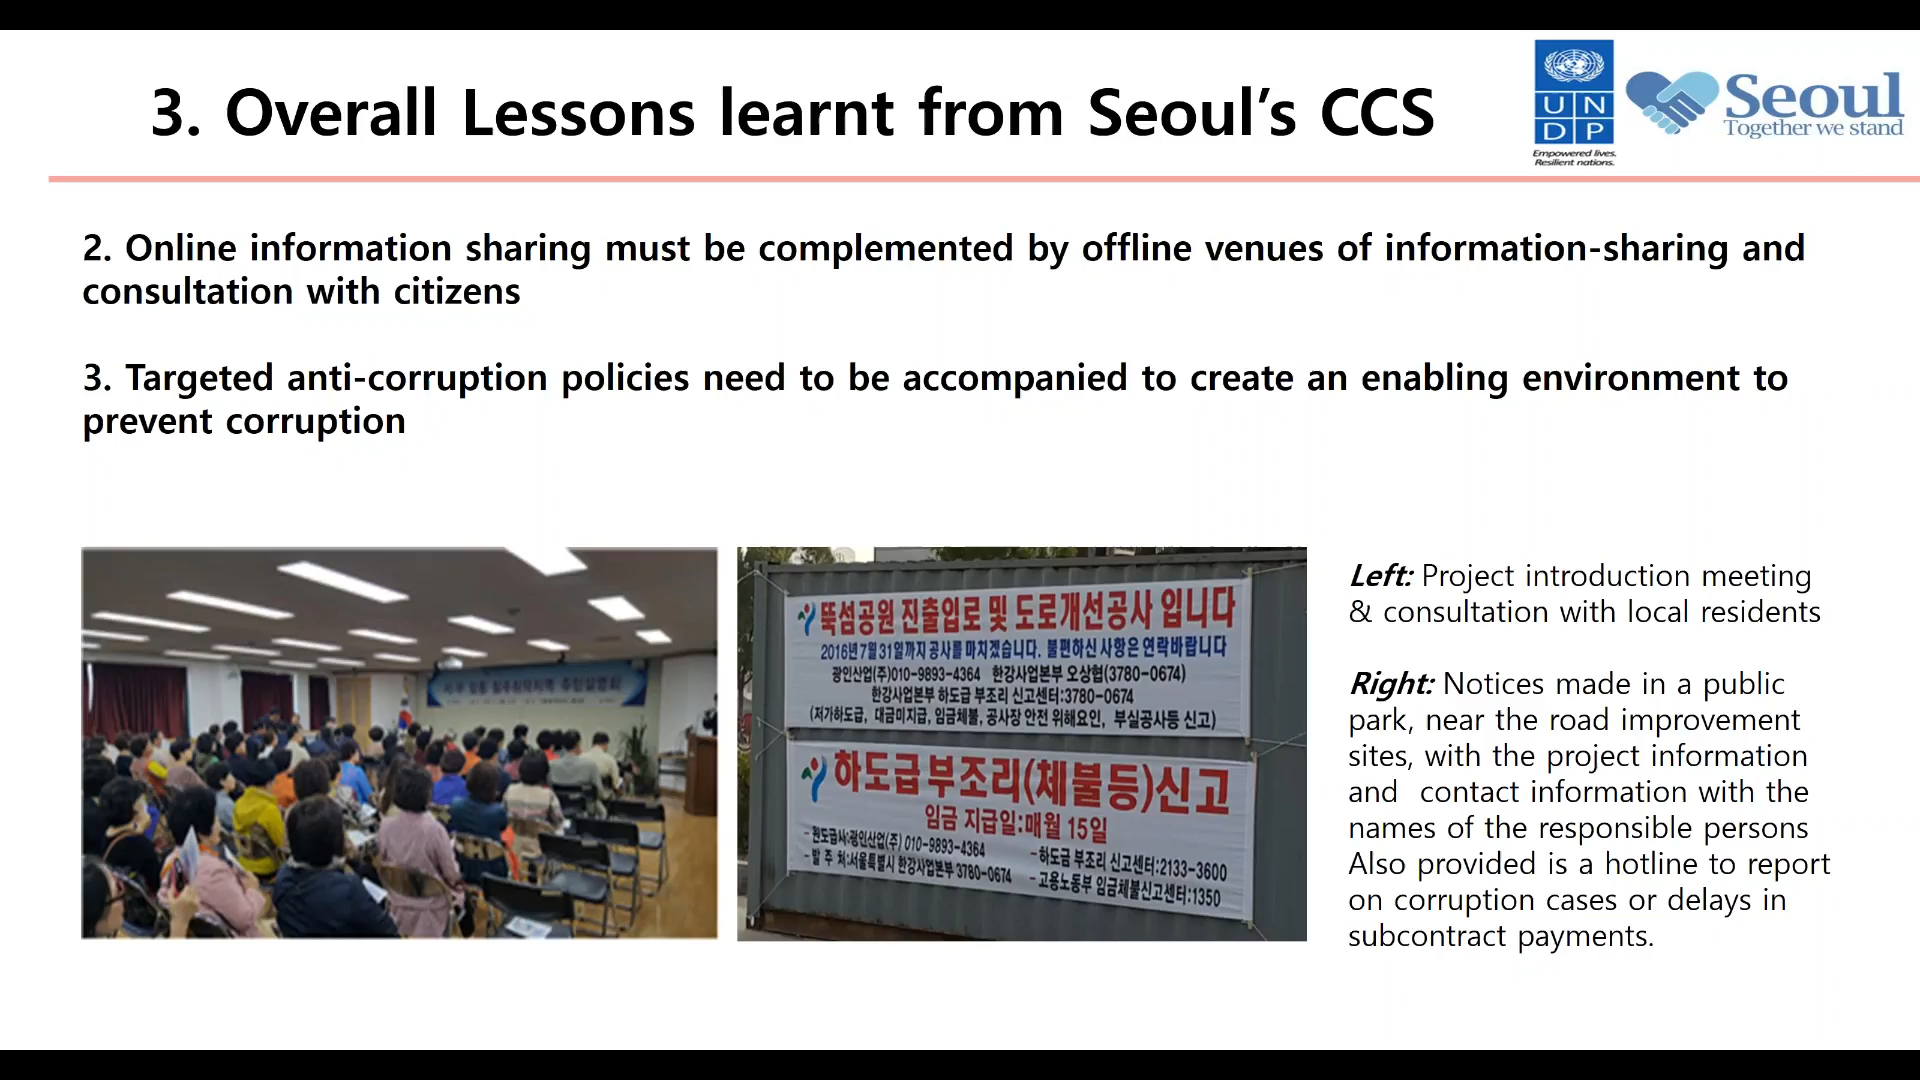 3. Overall Lessons learnt from Seoul's CCS
UN
DP
Empowered lives.
Resilient nations.
Seoul
Together we stand
2. Online information sharing must be complemented by offline venues of information-sharing and
consultation with citizens
3. Targeted anti-corruption policies need to be accompanied to create an enabling environment to
prevent corruption
뚝섬공원 진출입로 및 도로개선공사 입니다
2016년 7월 31일까지 공사를 마치겠습니다. 불편하신 사항은 연락바랍니다
광인산업(주)010-9893-4364 한강사업본부 오상협(3780-0674)
한강사업본부 하도급 부조리 신고센터:3780-0674
(저가하도급, 대금미지급, 임금체불, 공사장 안전 위해요인, 부실공사등 신고)
하도급 부조리(체불등)신고
임금 지급일:매월 15일
- 원도급사:광인산업(주) 010-9893-4364
- 발 주 처:서울특별시 한강사업본부 3780-0674
- 하도급 부조리 신고센터:2133-3600
- 고용노동부 임금체불신고센터:1350
Left: Project introduction meeting
& consultation with local residents
Right: Notices made in a public
park, near the road improvement
sites, with the project information
and contact information with the
names of the responsible persons
Also provided is a hotline to report
on corruption cases or delays in
subcontract payments.